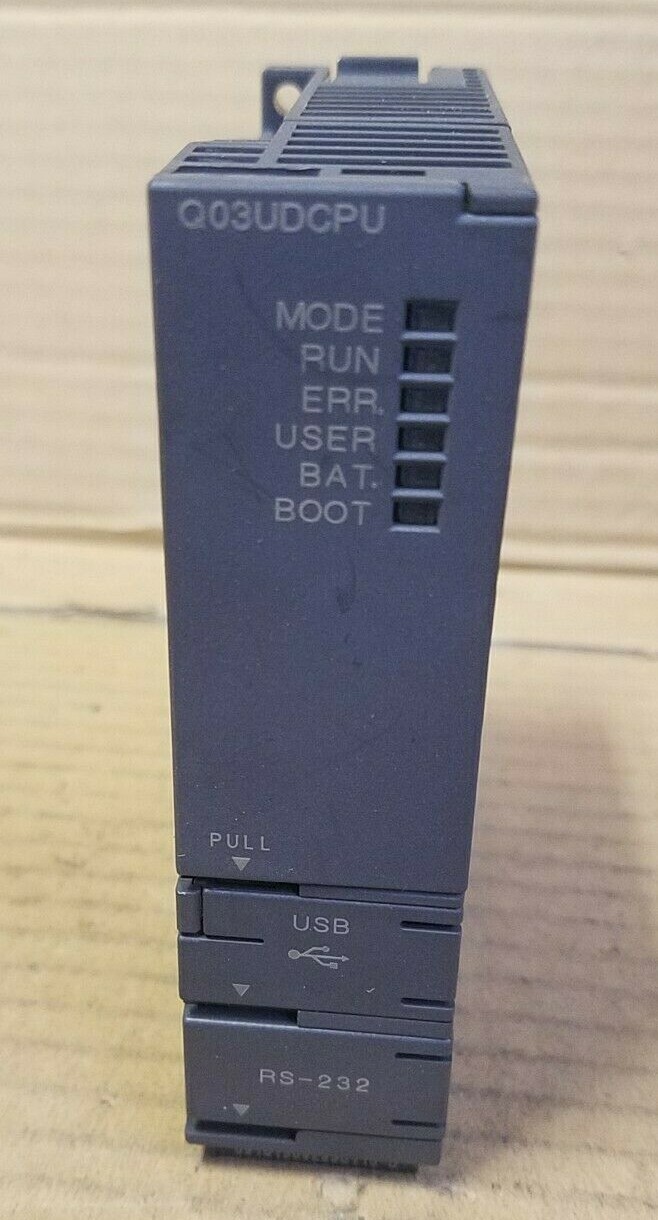 Q03UDCPU
MODE
RUN
ERR.
USER
BAT.
BOOT
PULL
USB
RS-232